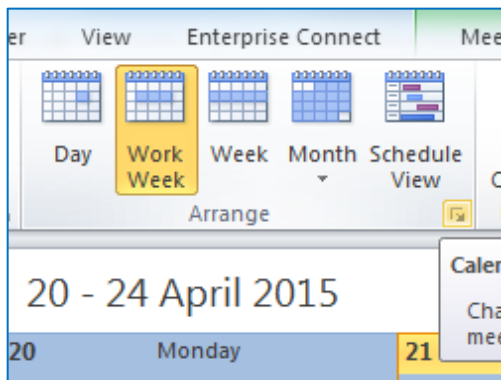 View Enterprise Connect
Day Work Week Month Schedule
Week View
Arrange
20 - 24 April 2015
20 Monday 21